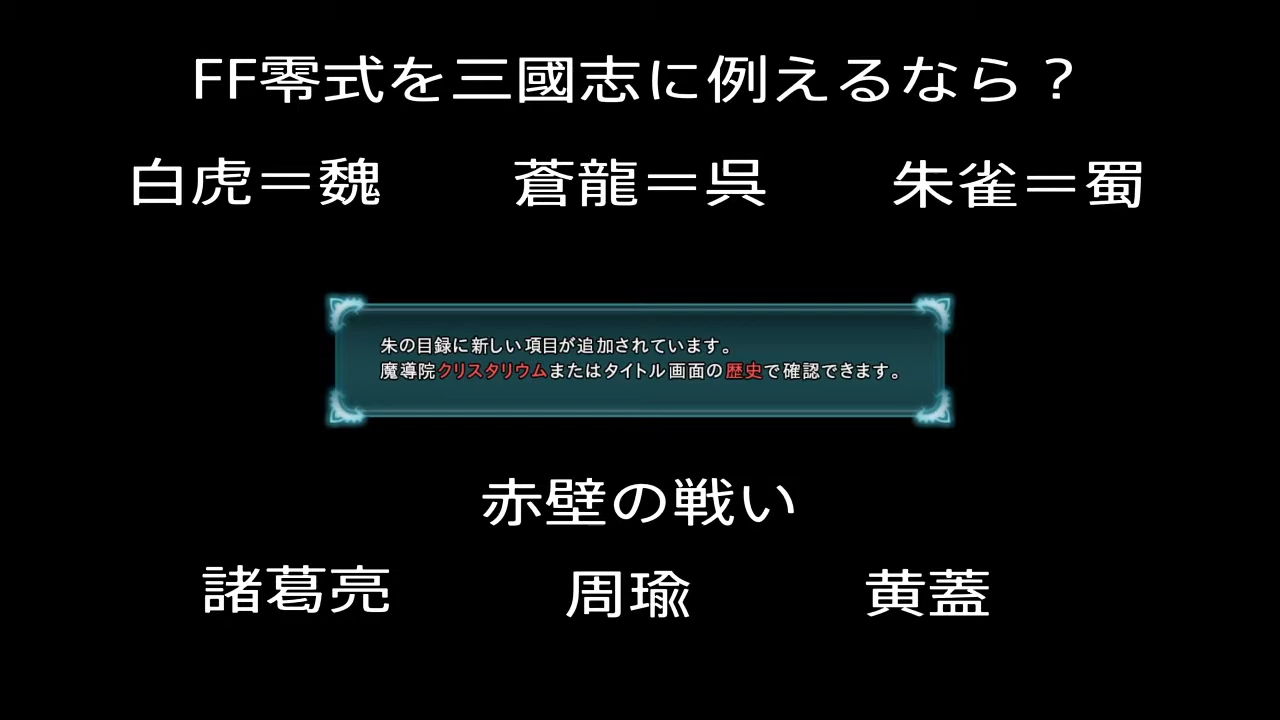 FF零式を三國志に例えるなら？
白虎＝魏　蒼龍＝呉　朱雀＝蜀
朱の目録に新しい項目が追加されています。
魔導院クリスタリウムまたはタイトル画面の歴史で確認できます。
赤壁の戦い
諸葛亮　周瑜　黄蓋